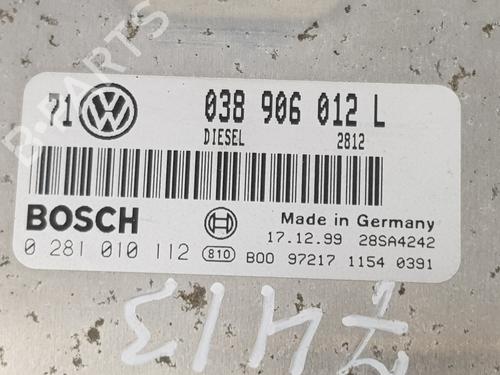 71 VW 038 906 012 L
DIESEL 2812
BOSCH
Made in Germany
17.12.99 28SA4242
0 281 010 112 810 B00 97217 1154 0391
B-PARTS